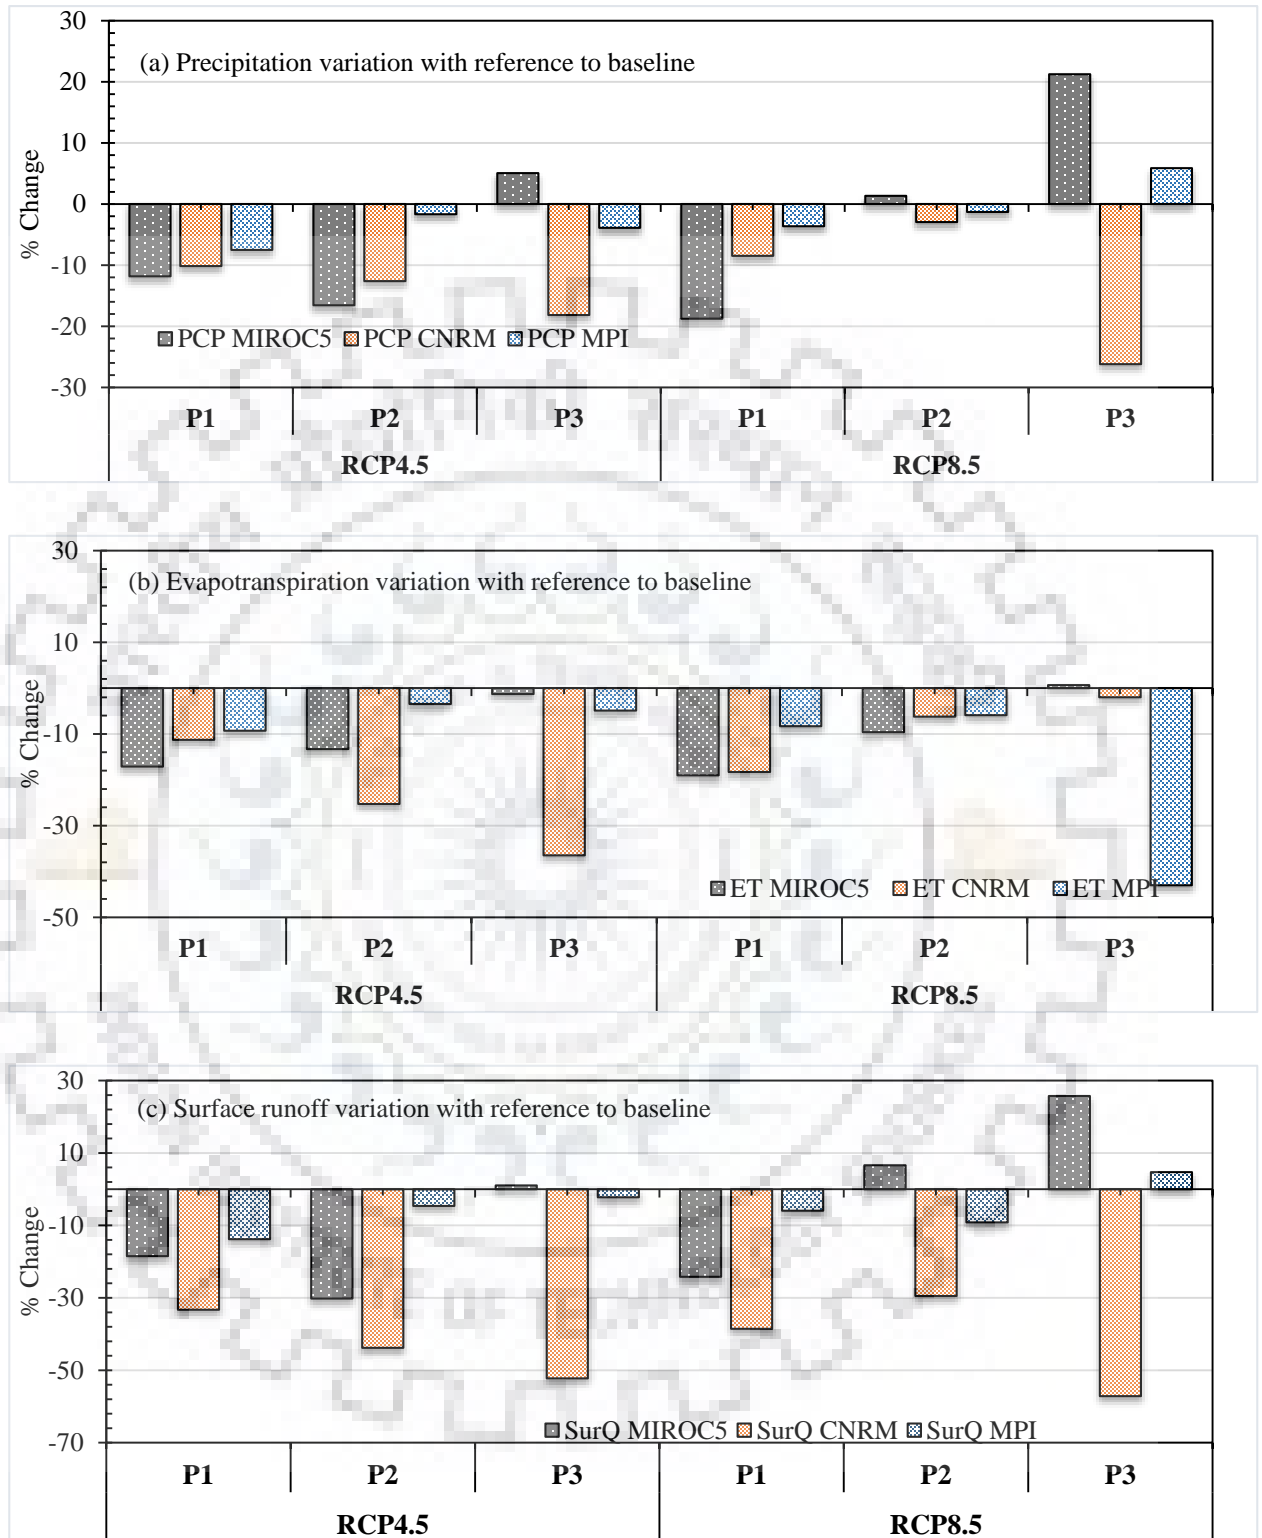 30
(a) Precipitation variation with reference to baseline
20
10
0
-10
-20
-30
% Change
PCP MIROC5 PCP CNRM PCP MPI
P1 P2 P3 P1 P2 P3
RCP4.5 RCP8.5
30
(b) Evapotranspiration variation with reference to baseline
10
-10
-30
-50
% Change
ET MIROC5 ET CNRM ET MPI
P1 P2 P3 P1 P2 P3
RCP4.5 RCP8.5
30
(c) Surface runoff variation with reference to baseline
10
-10
-30
-50
-70
% Change
SurQ MIROC5 SurQ CNRM SurQ MPI
P1 P2 P3 P1 P2 P3
RCP4.5 RCP8.5